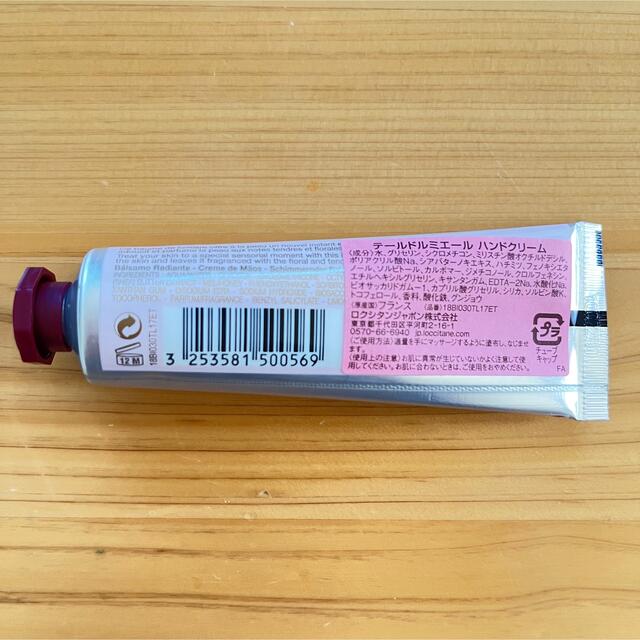 Treat your skin to a special sensorial moment with this
the skin and leaves it fragranced with the floral and
Bálsamo Radiante - Creme de Mãos - Schimmernder
INGREDIENTS
TOCOPHEROL - PARFUM/FRAGRANCE - BENZYL SALICYLATE -
12 M
18BI030TL17ET
3 253581 500569
テールドルミエール ハンドクリーム
(成分)水、グリセリン、シクロメチコン、ミリスチン酸オクチルドデシル、
ポリアクリル酸Na、シアバターノキエキス、ハチミツ、フェノキシエタ
ノール、ソルビトール、カルボマー、ジメチコノール、クロルフェネシン、
エチルヘキシルグリセリン、キサンタンガム、EDTA-2Na、水酸化Na、
ビオサッカリドガム-1、カプリル酸グリセリル、シリカ、ソルビン酸K、
トコフェロール、香料、酸化鉄、グンジョウ
(原産国)フランス (品番)18BI030TL17ET
ロクシタンジャポン株式会社
東京都千代田区平河町2-16-1
0570-66-6940 jp.loccitane.com
(ご使用方法)適量を手にマッサージするように塗布しなじませ
ます。
(使用上の注意)お肌に異常が生じていないかよく注意して使
用してください。お肌に合わないときは、ご使用をおやめください。
プラ
チューブ
キャップ
FA